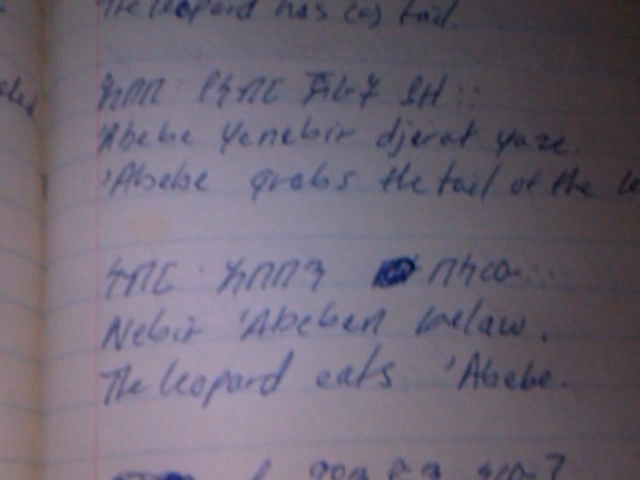 The leopard has (a) tail.
አበበ የነብር ጅራት ያዘ ::
'Abebe Yenebir djerat yaze.
'Abebe grabs the tail of the le
ነብር አበበን በላው ::
Nebir 'Abeben belaw.
The leopard eats 'Abebe.